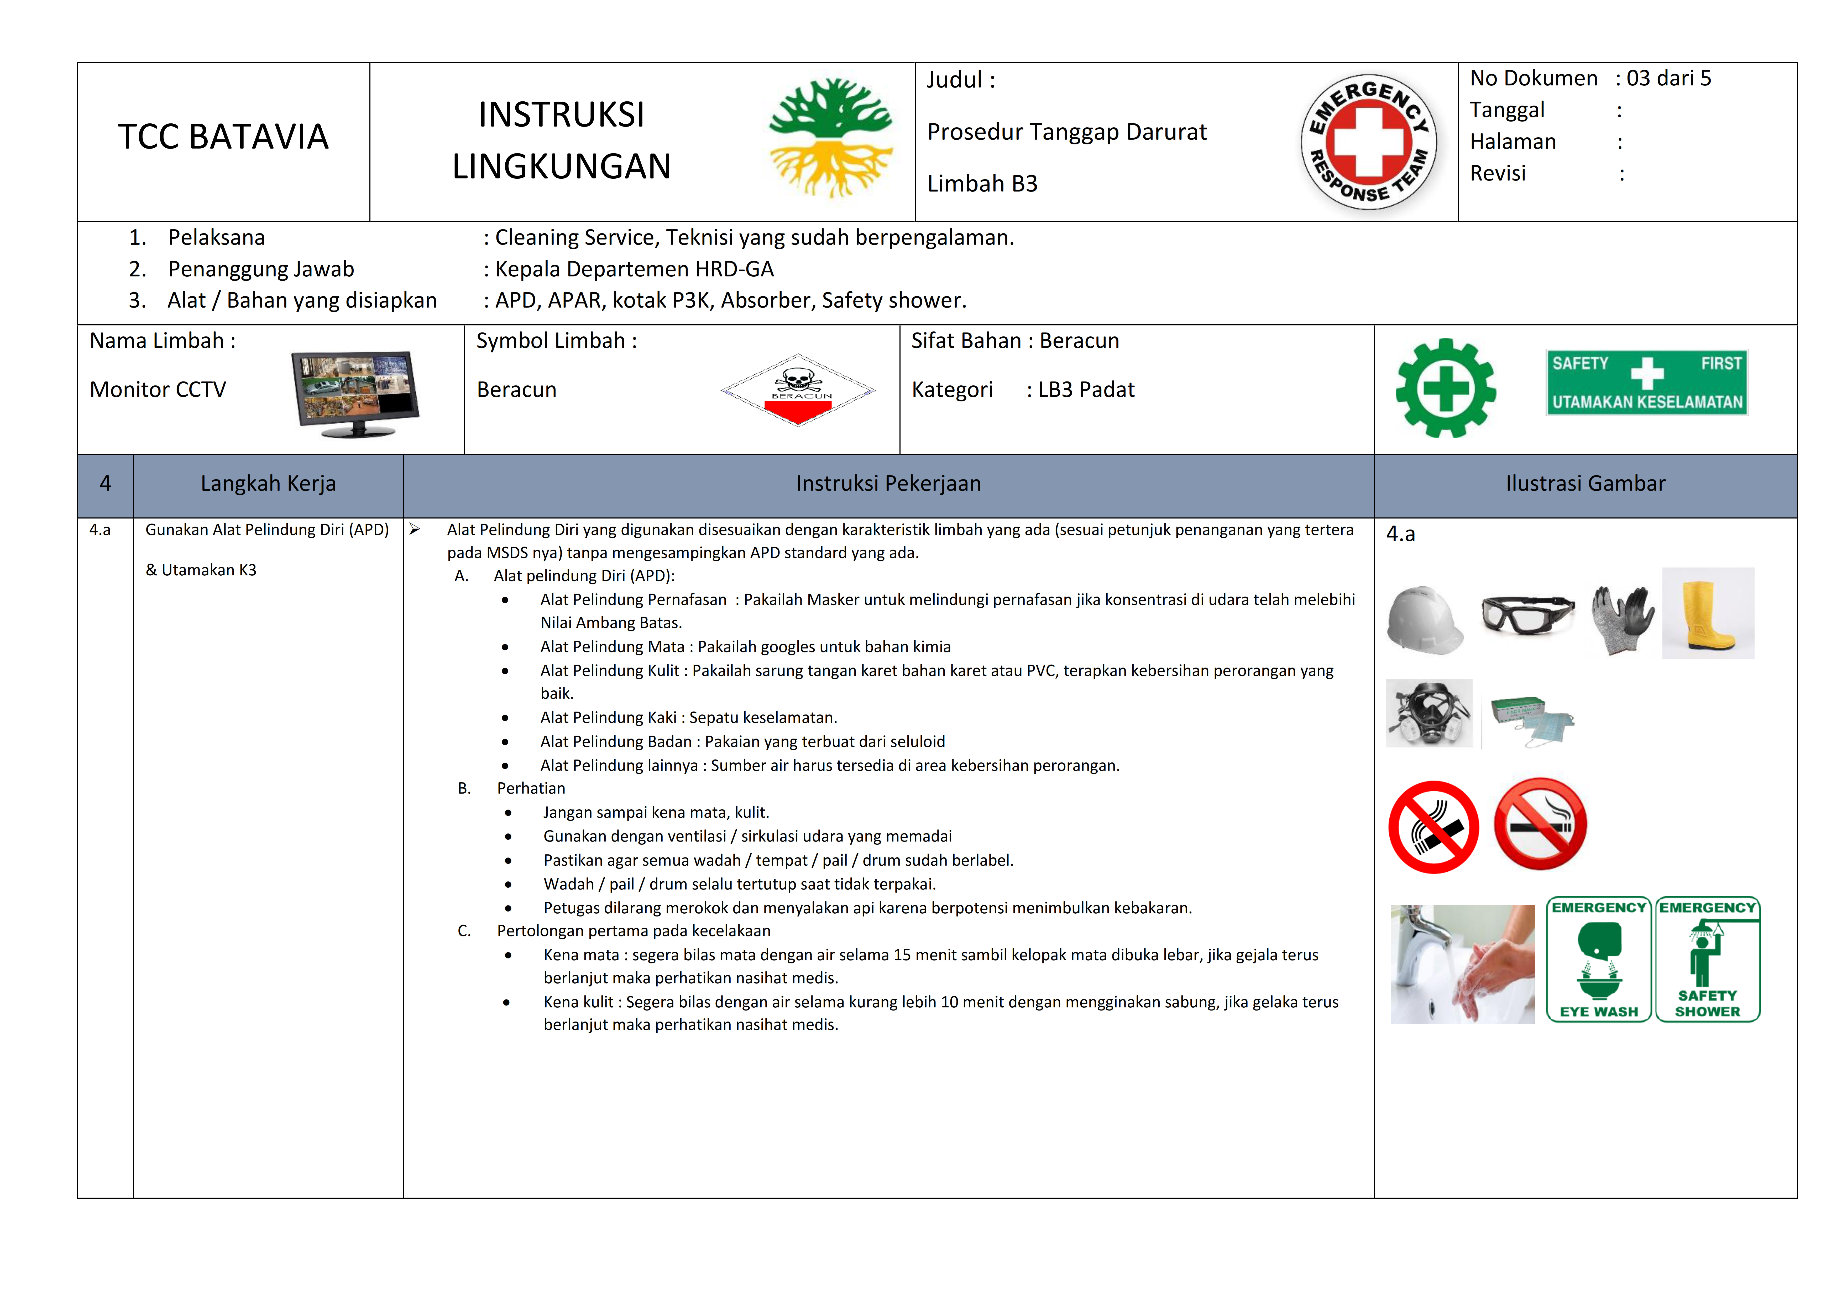 TCC BATAVIA
INSTRUKSI
LINGKUNGAN
Judul :
Prosedur Tanggap Darurat
Limbah B3
EMERGENCY
RESPONSE TEAM
No Dokumen : 03 dari 5
Tanggal :
Halaman :
Revisi :
1. Pelaksana : Cleaning Service, Teknisi yang sudah berpengalaman.
2. Penanggung Jawab : Kepala Departemen HRD-GA
3. Alat / Bahan yang disiapkan : APD, APAR, kotak P3K, Absorber, Safety shower.
Nama Limbah :
Monitor CCTV
Symbol Limbah :
Beracun
BERACUN
Sifat Bahan : Beracun
Kategori : LB3 Padat
SAFETY FIRST
UTAMAKAN KESELAMATAN
4 Langkah Kerja Instruksi Pekerjaan Ilustrasi Gambar
4.a Gunakan Alat Pelindung Diri (APD)
& Utamakan K3
➢ Alat Pelindung Diri yang digunakan disesuaikan dengan karakteristik limbah yang ada (sesuai petunjuk penanganan yang tertera
pada MSDS nya) tanpa mengesampingkan APD standard yang ada.
A. Alat pelindung Diri (APD):
• Alat Pelindung Pernafasan : Pakailah Masker untuk melindungi pernafasan jika konsentrasi di udara telah melebihi
Nilai Ambang Batas.
• Alat Pelindung Mata : Pakailah googles untuk bahan kimia
• Alat Pelindung Kulit : Pakailah sarung tangan karet bahan karet atau PVC, terapkan kebersihan perorangan yang
baik.
• Alat Pelindung Kaki : Sepatu keselamatan.
• Alat Pelindung Badan : Pakaian yang terbuat dari seluloid
• Alat Pelindung lainnya : Sumber air harus tersedia di area kebersihan perorangan.
B. Perhatian
• Jangan sampai kena mata, kulit.
• Gunakan dengan ventilasi / sirkulasi udara yang memadai
• Pastikan agar semua wadah / tempat / pail / drum sudah berlabel.
• Wadah / pail / drum selalu tertutup saat tidak terpakai.
• Petugas dilarang merokok dan menyalakan api karena berpotensi menimbulkan kebakaran.
C. Pertolongan pertama pada kecelakaan
• Kena mata : segera bilas mata dengan air selama 15 menit sambil kelopak mata dibuka lebar, jika gejala terus
berlanjut maka perhatikan nasihat medis.
• Kena kulit : Segera bilas dengan air selama kurang lebih 10 menit dengan mengginakan sabung, jika gelaka terus
berlanjut maka perhatikan nasihat medis.
4.a
EMERGENCY
EYE WASH
EMERGENCY
SAFETY
SHOWER